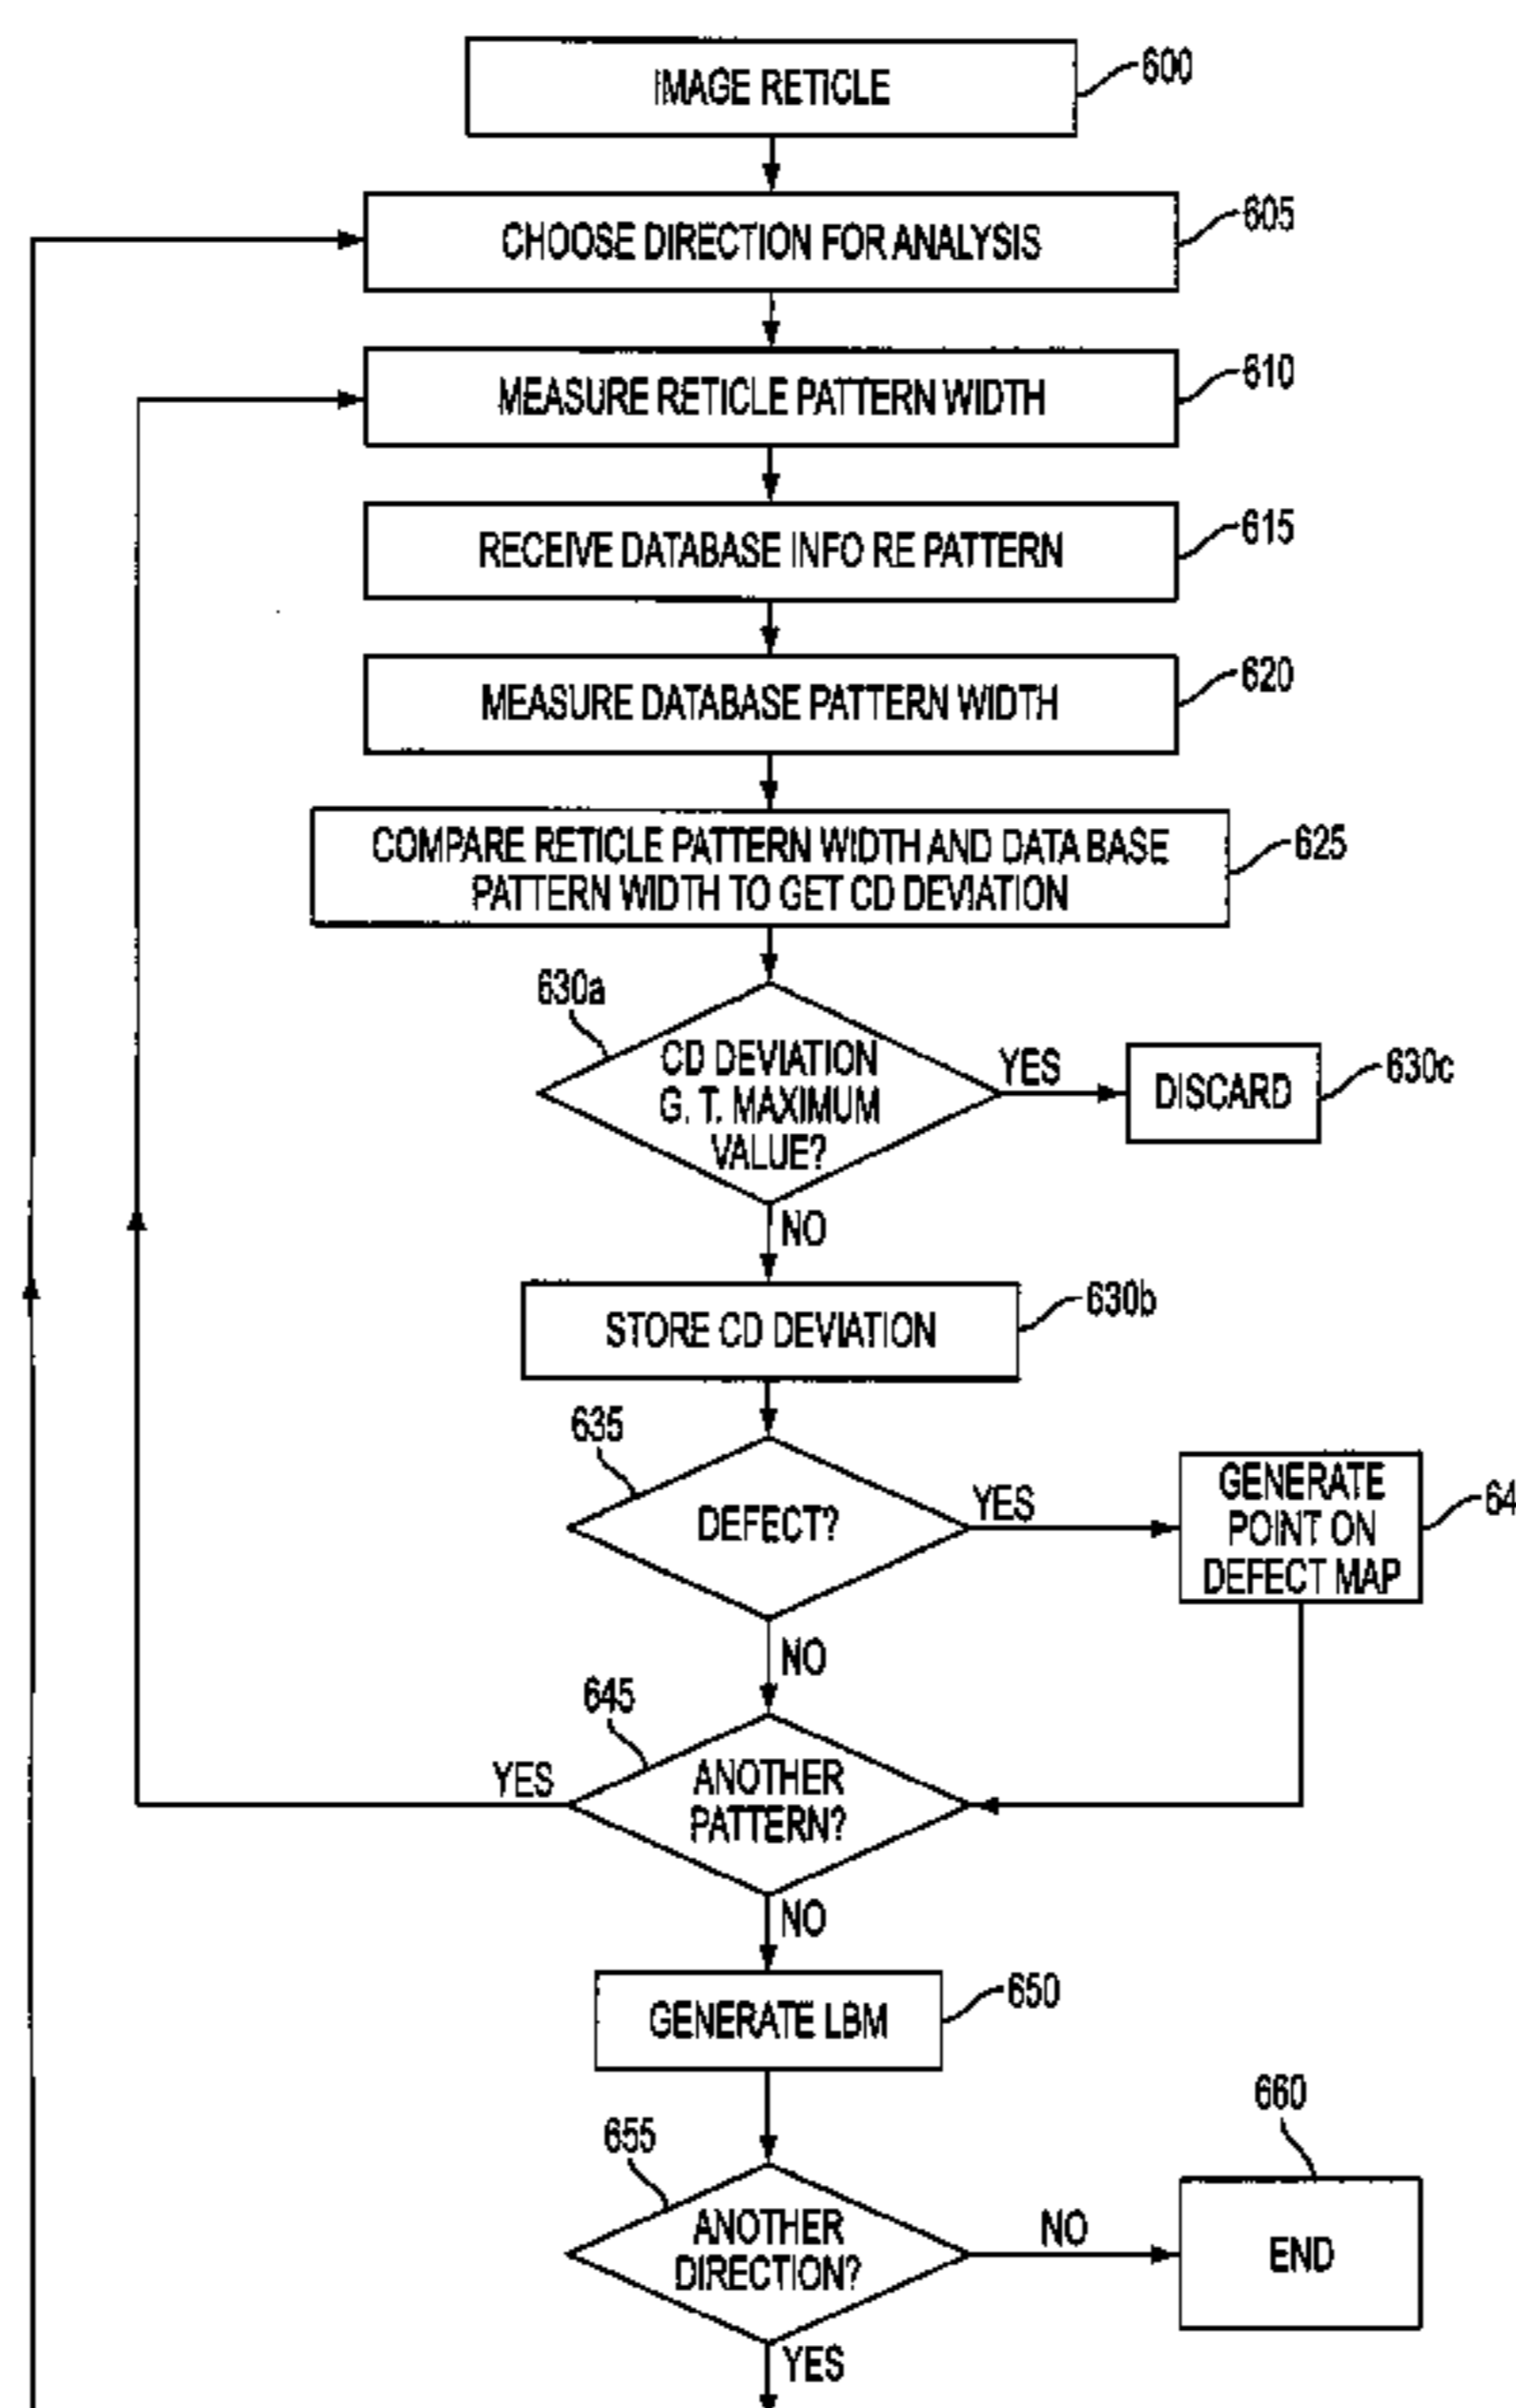 IMAGE RETICLE
600
CHOOSE DIRECTION FOR ANALYSIS
605
MEASURE RETICLE PATTERN WIDTH
610
RECEIVE DATABASE INFO RE PATTERN
615
MEASURE DATABASE PATTERN WIDTH
620
COMPARE RETICLE PATTERN WIDTH AND DATA BASE
PATTERN WIDTH TO GET CD DEVIATION
625
630a
CD DEVIATION
G. T. MAXIMUM
VALUE?
YES
DISCARD
630c
NO
STORE CD DEVIATION
630b
635
DEFECT?
YES
GENERATE
POINT ON
DEFECT MAP
64
NO
645
YES
ANOTHER
PATTERN?
NO
GENERATE LBM
650
655
ANOTHER
DIRECTION?
NO
660
END
YES